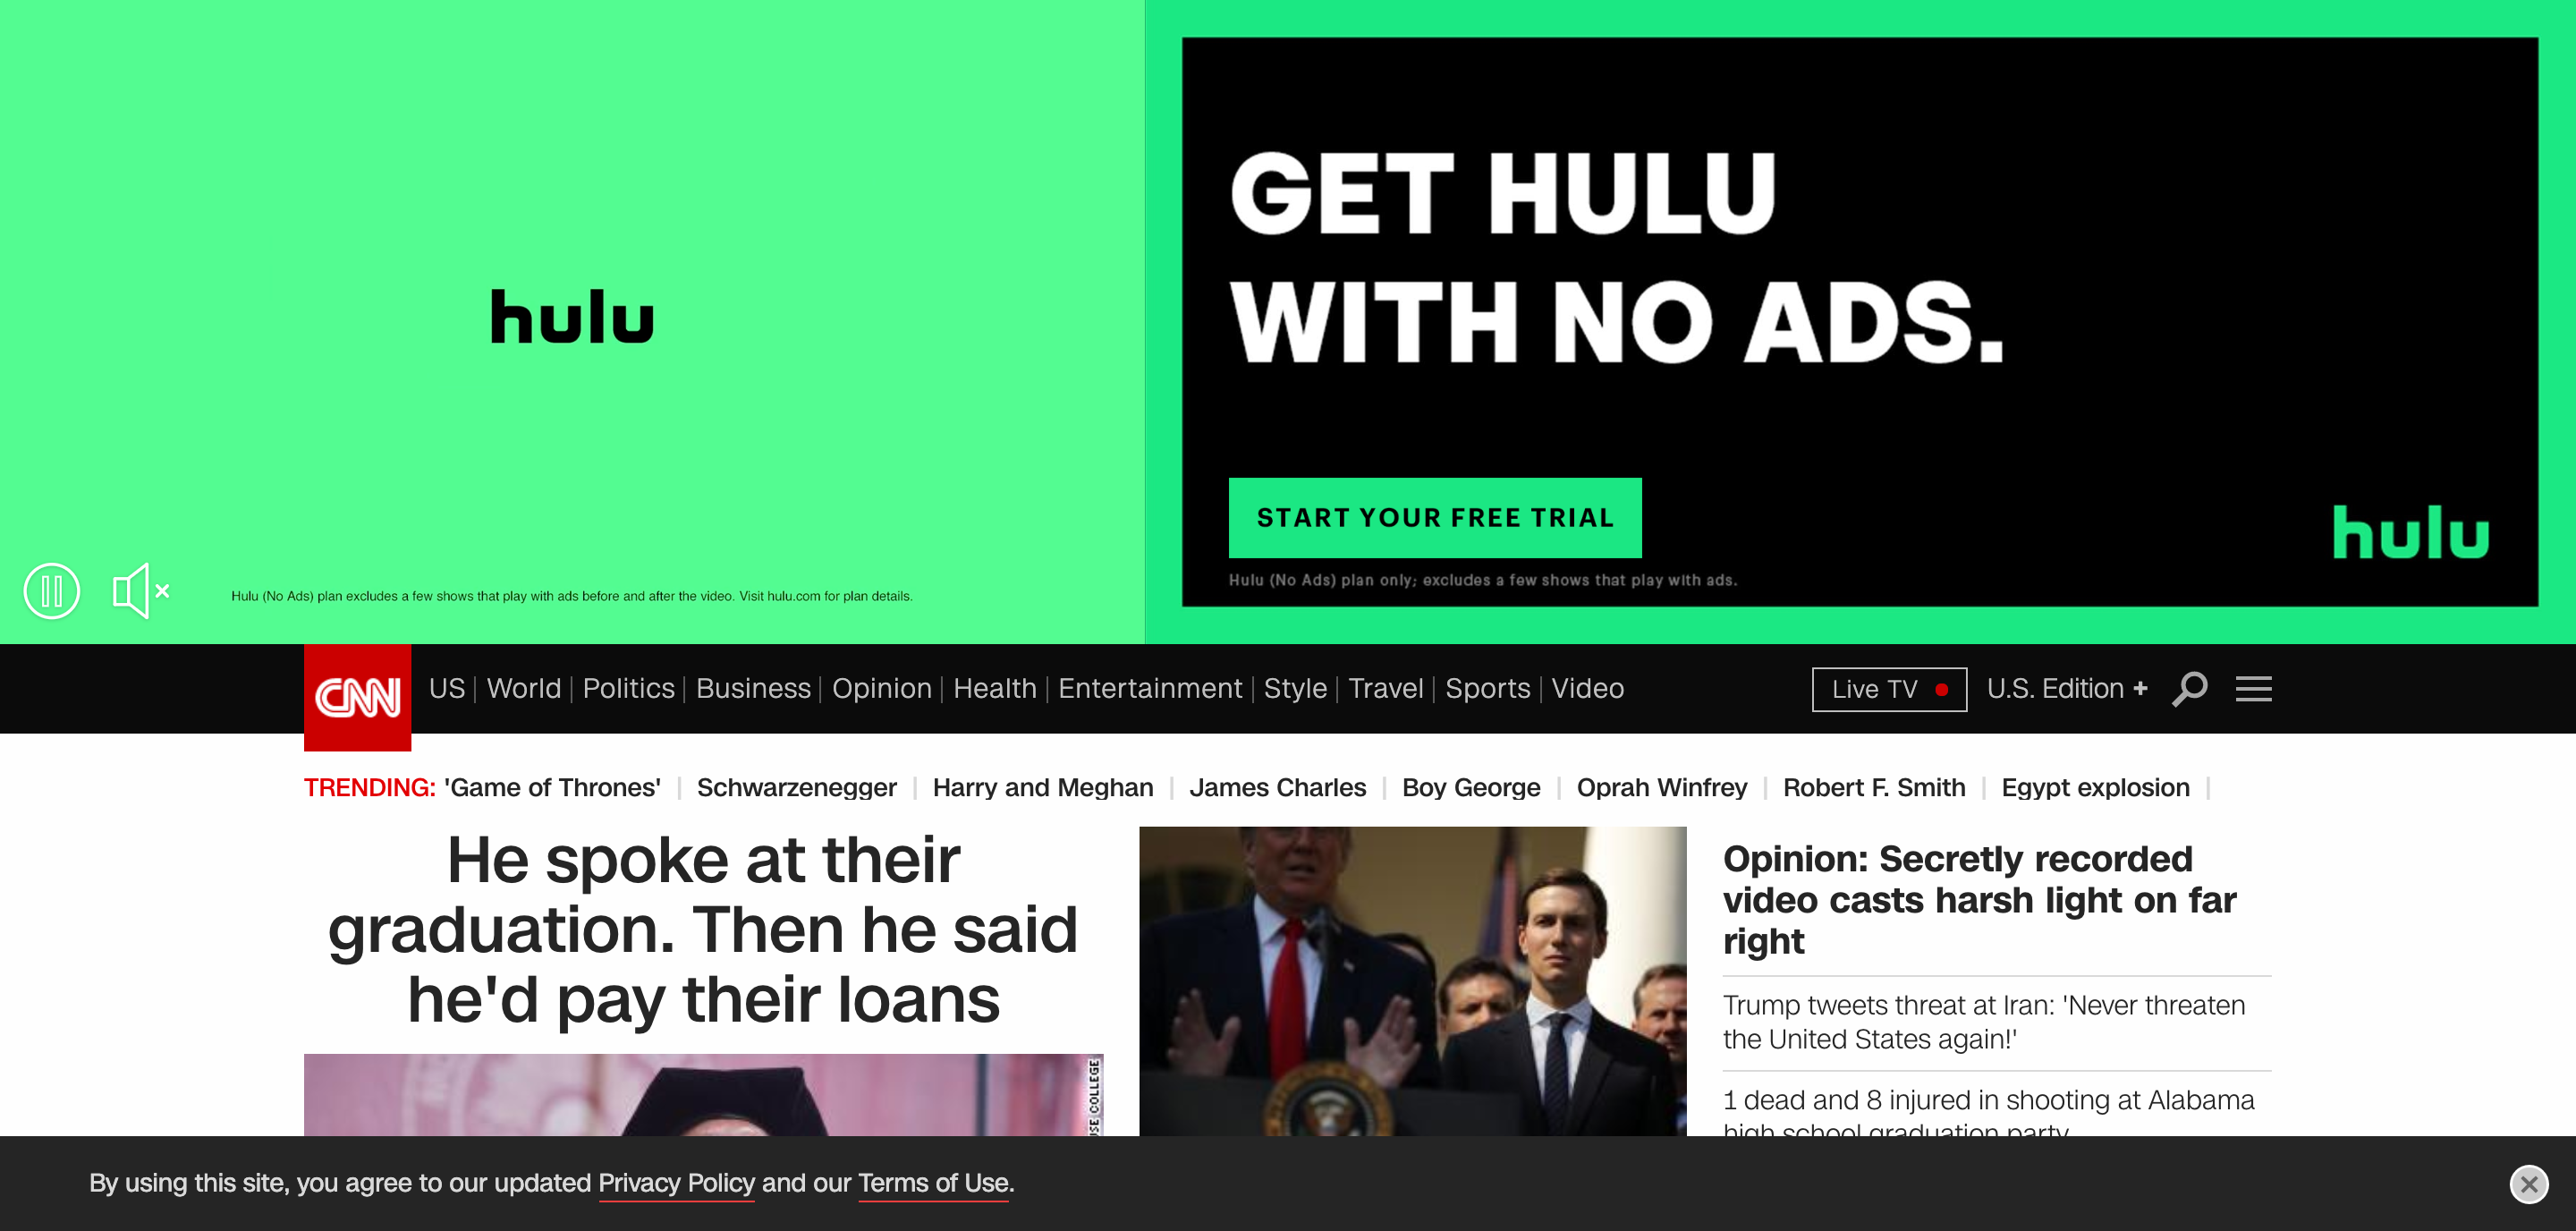 hulu
Hulu (No Ads) plan excludes a few shows that play with ads before and after the video. Visit hulu.com for plan details.
GET HULU
WITH NO ADS.
START YOUR FREE TRIAL
Hulu (No Ads) plan only; excludes a few shows that play with ads.
hulu
CNN
US World Politics Business Opinion Health Entertainment Style Travel Sports Video
Live TV
U.S. Edition +
TRENDING: 'Game of Thrones' Schwarzenegger Harry and Meghan James Charles Boy George Oprah Winfrey Robert F. Smith Egypt explosion
He spoke at their
graduation. Then he said
he'd pay their loans
COLLEGE
Opinion: Secretly recorded
video casts harsh light on far
right
Trump tweets threat at Iran: 'Never threaten
the United States again!'
1 dead and 8 injured in shooting at Alabama
high school graduation party
By using this site, you agree to our updated Privacy Policy and our Terms of Use.